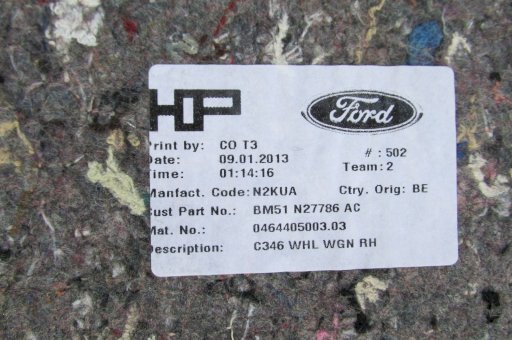 HP
Ford
Print by: CO T3
# : 502
Date: 09.01.2013
Team: 2
Time: 01:14:16
Manfact. Code: N2KUA Ctry. Orig: BE
Cust Part No.: BM51 N27786 AC
Mat. No.: 0464405003.03
Description: C346 WHL WGN RH